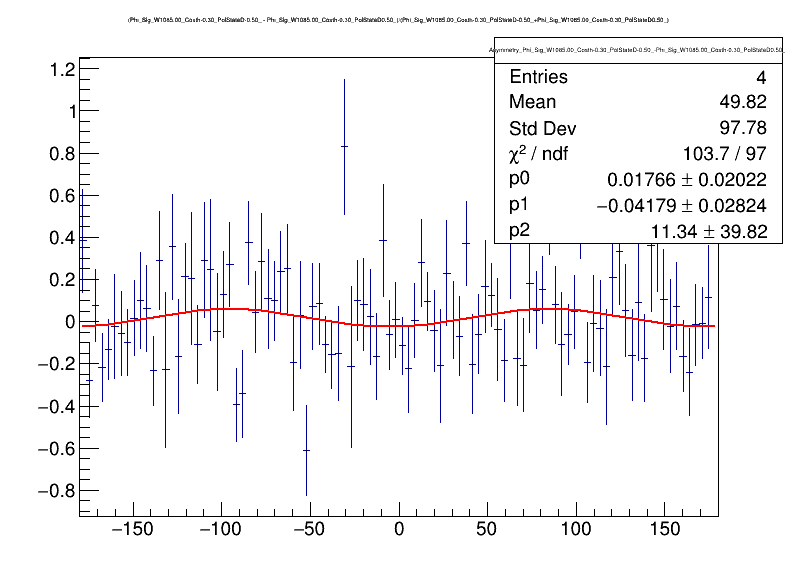 (Phi_Sig_W1085.00_Costh-0.30_PolStateD-0.50_ - Phi_Sig_W1085.00_Costh-0.30_PolStateD0.50_)/(Phi_Sig_W1085.00_Costh-0.30_PolStateD-0.50_+Phi_Sig_W1085.00_Costh-0.30_PolStateD0.50_)
Asymmetry_Phi_Sig_W1085.00_Costh-0.30_PolStateD-0.50_-Phi_Sig_W1085.00_Costh-0.30_PolStateD0.50_
Entries 4
Mean 49.82
Std Dev 97.78
χ² / ndf 103.7 / 97
p0 0.01766 ± 0.02022
p1 −0.04179 ± 0.02824
p2 11.34 ± 39.82
1.2
1
0.8
0.6
0.4
0.2
0
−0.2
−0.4
−0.6
−0.8
−150 −100 −50 0 50 100 150